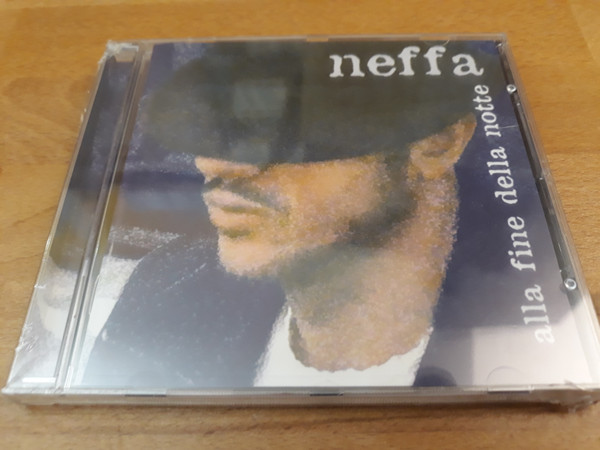 neffa
alla fine della notte